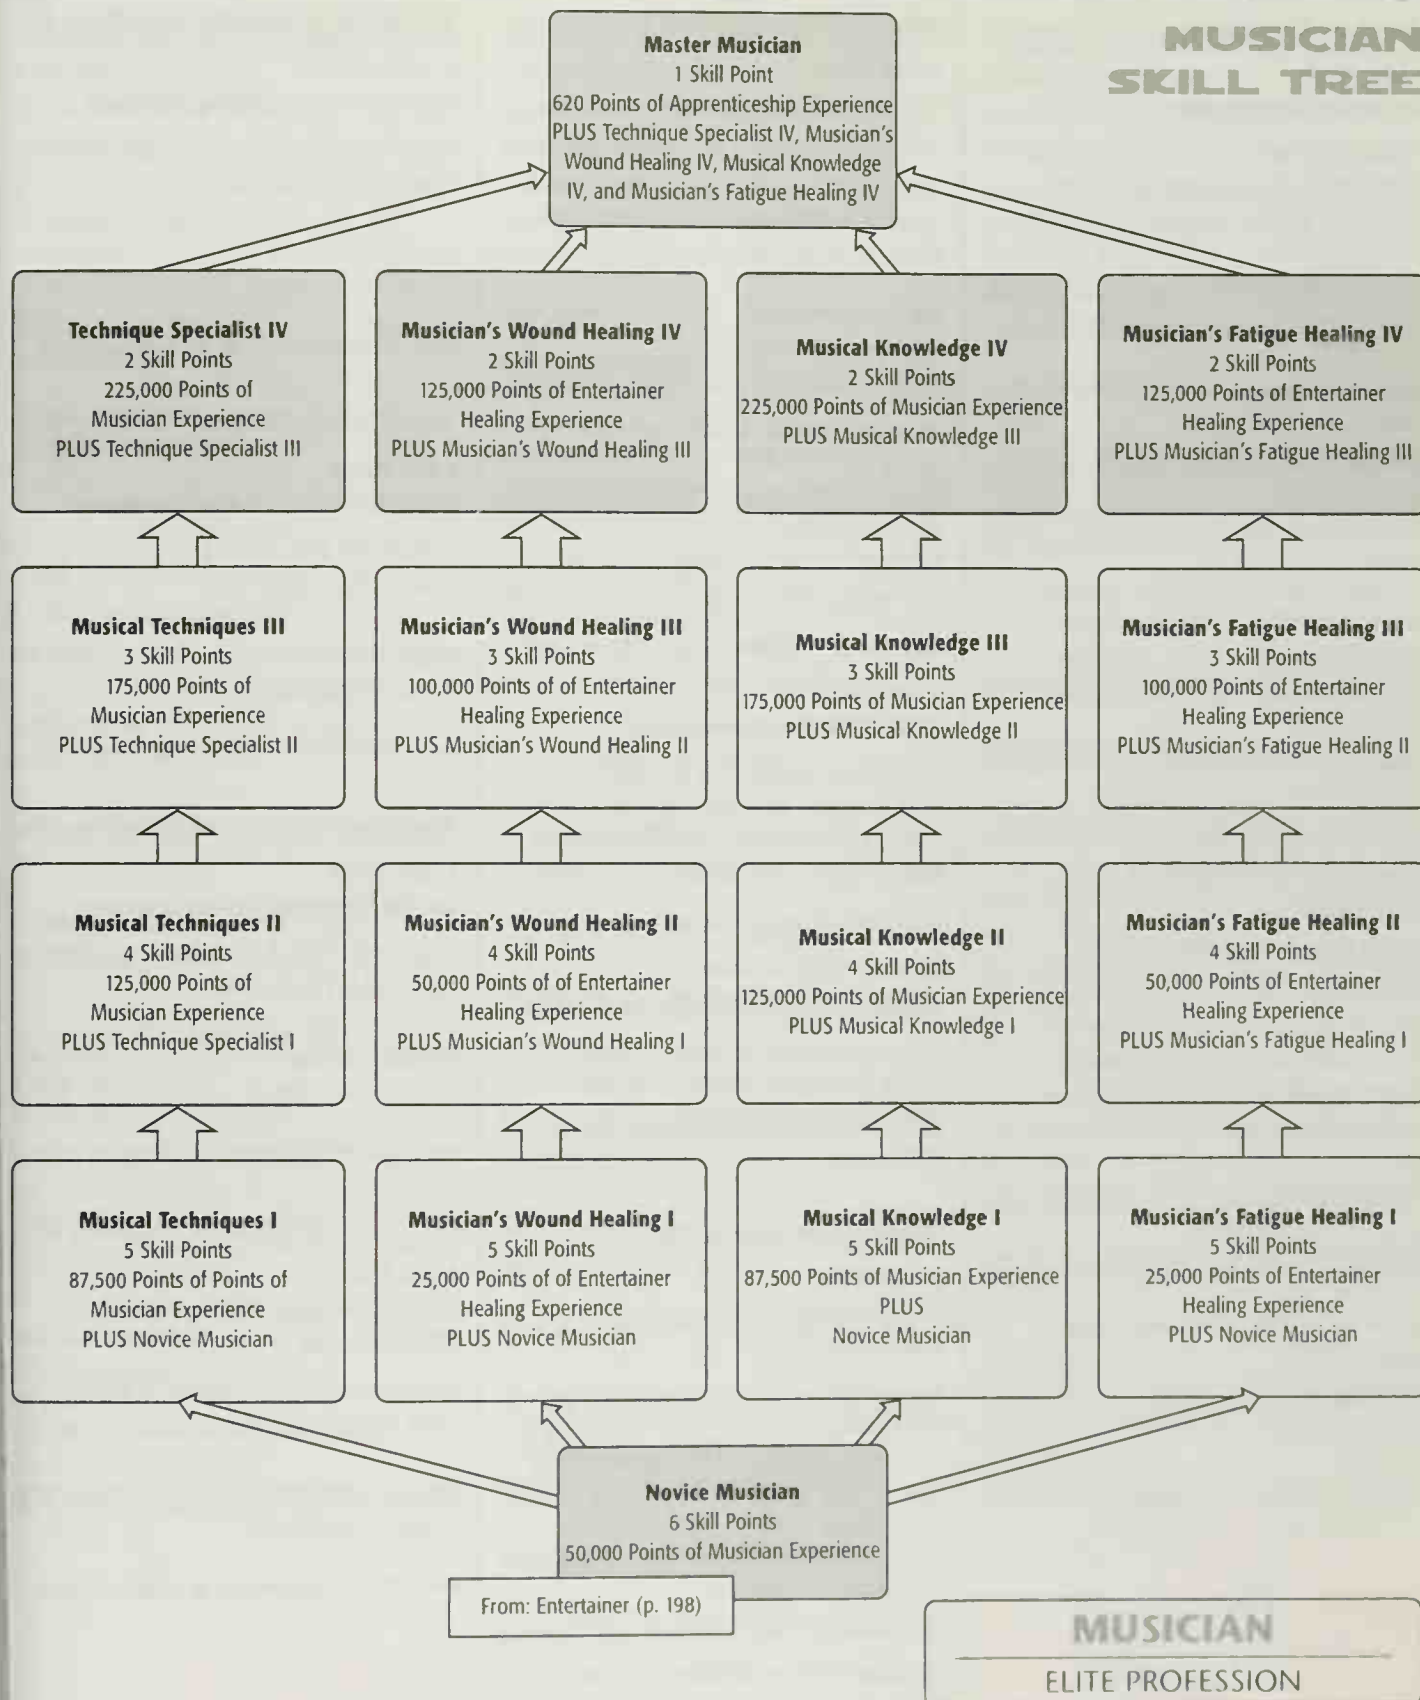 MUSICIAN
SKILL TREE
Master Musician
1 Skill Point
620 Points of Apprenticeship Experience
PLUS Technique Specialist IV, Musician's
Wound Healing IV, Musical Knowledge
IV, and Musician's Fatigue Healing IV
Technique Specialist IV
2 Skill Points
225,000 Points of
Musician Experience
PLUS Technique Specialist III
Musician's Wound Healing IV
2 Skill Points
125,000 Points of Entertainer
Healing Experience
PLUS Musician's Wound Healing III
Musical Knowledge IV
2 Skill Points
225,000 Points of Musician Experience
PLUS Musical Knowledge III
Musician's Fatigue Healing IV
2 Skill Points
125,000 Points of Entertainer
Healing Experience
PLUS Musician's Fatigue Healing III
Musical Techniques III
3 Skill Points
175,000 Points of
Musician Experience
PLUS Technique Specialist II
Musician's Wound Healing III
3 Skill Points
100,000 Points of of Entertainer
Healing Experience
PLUS Musician's Wound Healing II
Musical Knowledge III
3 Skill Points
175,000 Points of Musician Experience
PLUS Musical Knowledge II
Musician's Fatigue Healing III
3 Skill Points
100,000 Points of Entertainer
Healing Experience
PLUS Musician's Fatigue Healing II
Musical Techniques II
4 Skill Points
125,000 Points of
Musician Experience
PLUS Technique Specialist I
Musician's Wound Healing II
4 Skill Points
50,000 Points of of Entertainer
Healing Experience
PLUS Musician's Wound Healing I
Musical Knowledge II
4 Skill Points
125,000 Points of Musician Experience
PLUS Musical Knowledge I
Musician's Fatigue Healing II
4 Skill Points
50,000 Points of Entertainer
Healing Experience
PLUS Musician's Fatigue Healing I
Musical Techniques I
5 Skill Points
87,500 Points of Points of
Musician Experience
PLUS Novice Musician
Musician's Wound Healing I
5 Skill Points
25,000 Points of of Entertainer
Healing Experience
PLUS Novice Musician
Musical Knowledge I
5 Skill Points
87,500 Points of Musician Experience
PLUS
Novice Musician
Musician's Fatigue Healing I
5 Skill Points
25,000 Points of Entertainer
Healing Experience
PLUS Novice Musician
Novice Musician
6 Skill Points
50,000 Points of Musician Experience
From: Entertainer (p. 198)
MUSICIAN
ELITE PROFESSION